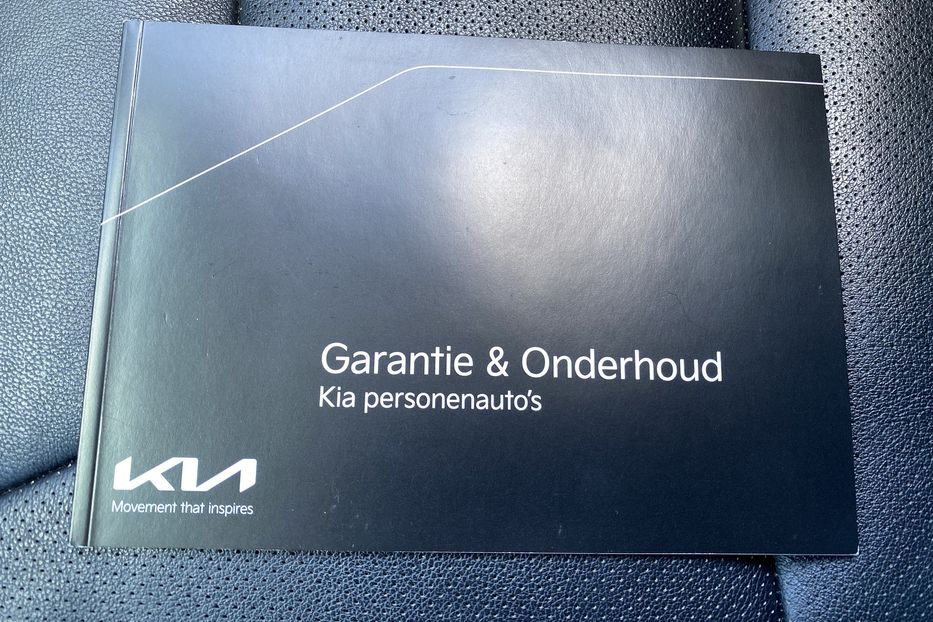 Garantie & Onderhoud
Kia personenauto's
KIA
Movement that inspires